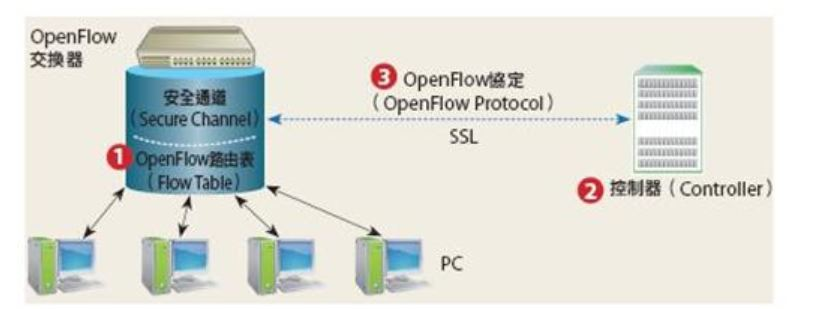 OpenFlow
交換器
安全通道
(Secure Channel)
1 OpenFlow路由表
(Flow Table)
3 OpenFlow協定
(OpenFlow Protocol)
SSL
2 控制器(Controller)
PC